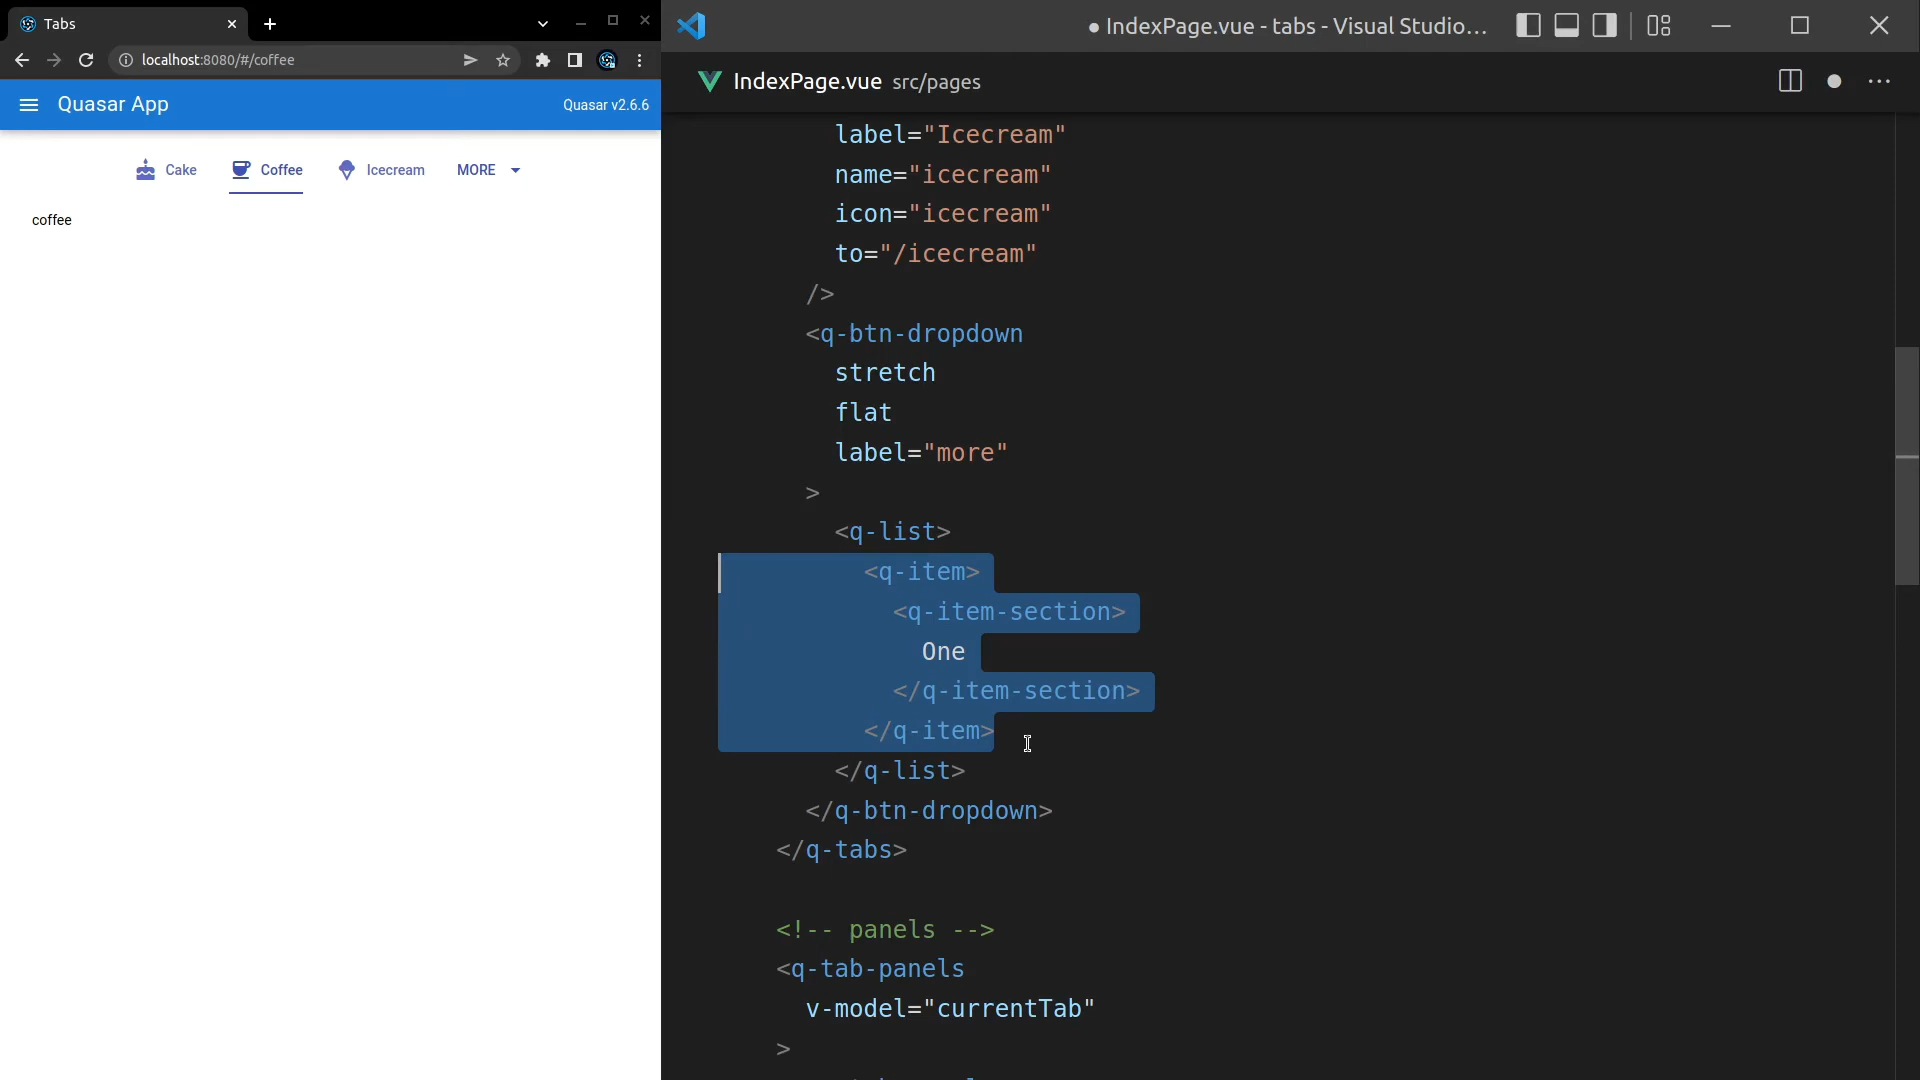 Tabs
localhost:8080/#/coffee
Quasar App
Quasar v2.6.6
Cake
Coffee
Icecream
MORE
coffee
● IndexPage.vue - tabs - Visual Studio…
IndexPage.vue src/pages
label="Icecream"
name="icecream"
icon="icecream"
to="/icecream"
/>
<q-btn-dropdown
stretch
flat
label="more"
>
<q-list>
<q-item>
<q-item-section>
One
</q-item-section>
</q-item>
</q-list>
</q-btn-dropdown>
</q-tabs>
<!-- panels -->
<q-tab-panels
v-model="currentTab"
>